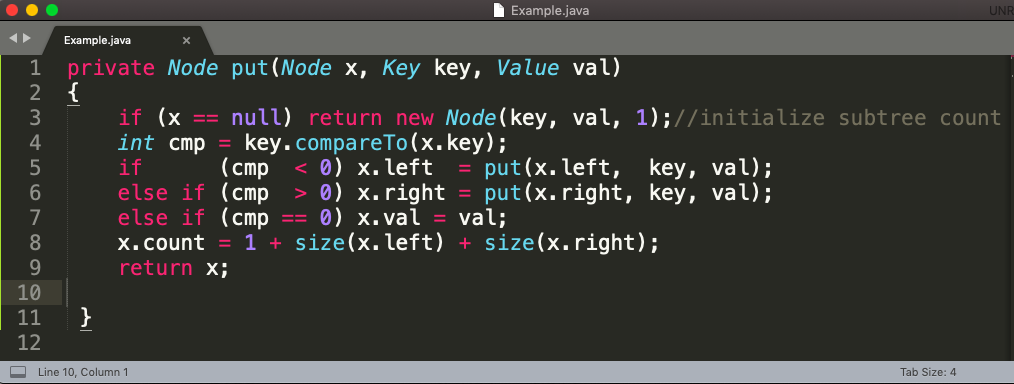 Example.java
UNR
Example.java ×
1 private Node put(Node x, Key key, Value val)
2 {
3     if (x == null) return new Node(key, val, 1);//initialize subtree count
4     int cmp = key.compareTo(x.key);
5     if      (cmp  < 0) x.left  = put(x.left,  key, val);
6     else if (cmp  > 0) x.right = put(x.right, key, val);
7     else if (cmp == 0) x.val = val;
8     x.count = 1 + size(x.left) + size(x.right);
9     return x;
10
11  }
12
Line 10, Column 1
Tab Size: 4